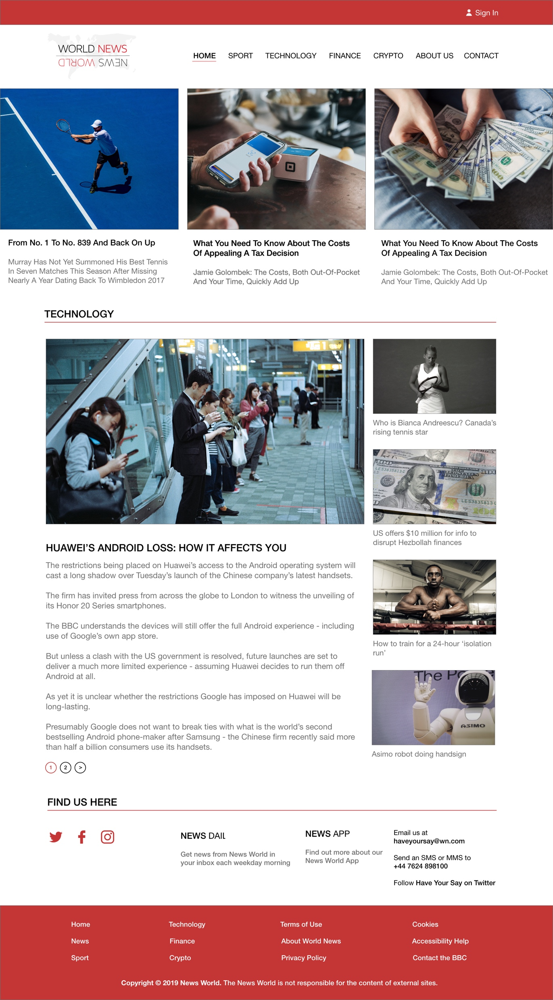 Sign In
WORLD NEWS
WORLD NEWS
HOME SPORT TECHNOLOGY FINANCE CRYPTO ABOUT US CONTACT
From No. 1 To No. 839 And Back On Up
Murray Has Not Yet Summoned His Best Tennis
In Seven Matches This Season After Missing
Nearly A Year Dating Back To Wimbledon 2017
What You Need To Know About The Costs
Of Appealing A Tax Decision
Jamie Golombek: The Costs, Both Out-Of-Pocket
And Your Time, Quickly Add Up
What You Need To Know About The Costs
Of Appealing A Tax Decision
Jamie Golombek: The Costs, Both Out-Of-Pocket
And Your Time, Quickly Add Up
TECHNOLOGY
1
HUAWEI’S ANDROID LOSS: HOW IT AFFECTS YOU
The restrictions being placed on Huawei’s access to the Android operating system will
cast a long shadow over Tuesday’s launch of the Chinese company’s latest handsets.
The firm has invited press from across the globe to London to witness the unveiling of
its Honor 20 Series smartphones.
The BBC understands the devices will still offer the full Android experience - including
use of Google’s own app store.
But unless a clash with the US government is resolved, future launches are set to
deliver a much more limited experience - assuming Huawei decides to run them off
Android at all.
As yet it is unclear whether the restrictions Google has imposed on Huawei will be
long-lasting.
Presumably Google does not want to break ties with what is the world’s second
bestselling Android phone-maker after Samsung - the Chinese firm recently said more
than half a billion consumers use its handsets.
1 2 >
Who is Bianca Andreescu? Canada’s
rising tennis star
100
FEDERAL RESERVE NOTE
LE53835813
UNITED STATES
OF AMERICA
100
LE53835813
US offers $10 million for info to
disrupt Hezbollah finances
How to train for a 24-hour ‘isolation
run’
The
ASIMO
Asimo robot doing handsign
FIND US HERE
NEWS DAIL
Get news from News World in
your inbox each weekday morning
NEWS APP
Find out more about our
News World App
Email us at
haveyoursay@wn.com
Send an SMS or MMS to
+44 7624 898100
Follow Have Your Say on Twitter
Home
News
Sport
Technology
Finance
Crypto
Terms of Use
About World News
Privacy Policy
Cookies
Accessibility Help
Contact the BBC
Copyright © 2019 News World. The News World is not responsible for the content of external sites.